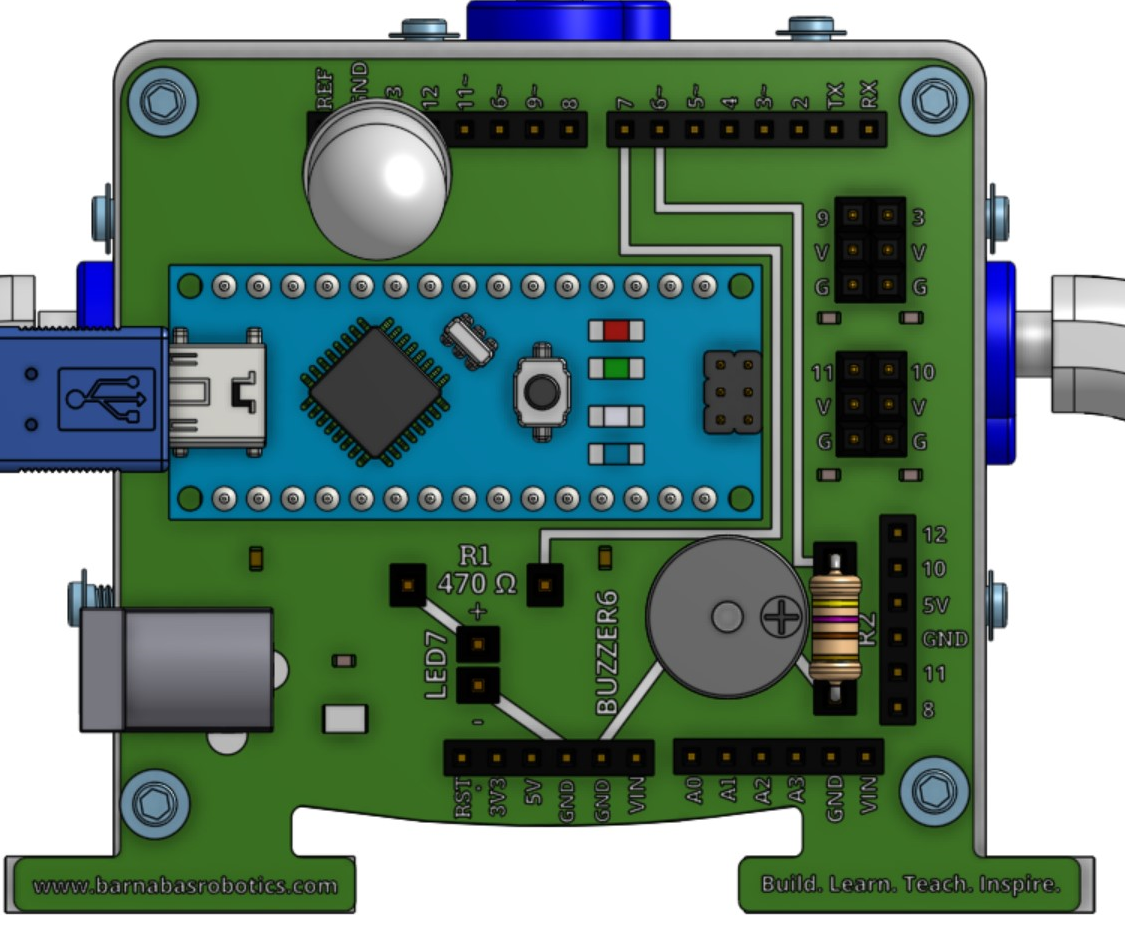 REF GND 3 12 11~ 6~ 9~ 8 7 6~ 5~ 4 3~ 2 TX RX
9 3
V V
G G
11 10
V V
G G
12
10
5V
GND
11
8
R1
470 Ω
+
LED7
-
BUZZER6
R2
RST 3V3 5V GND GND VIN A0 A1 A2 A3 GND VIN
www.barnabasrobotics.com
Build. Learn. Teach. Inspire.